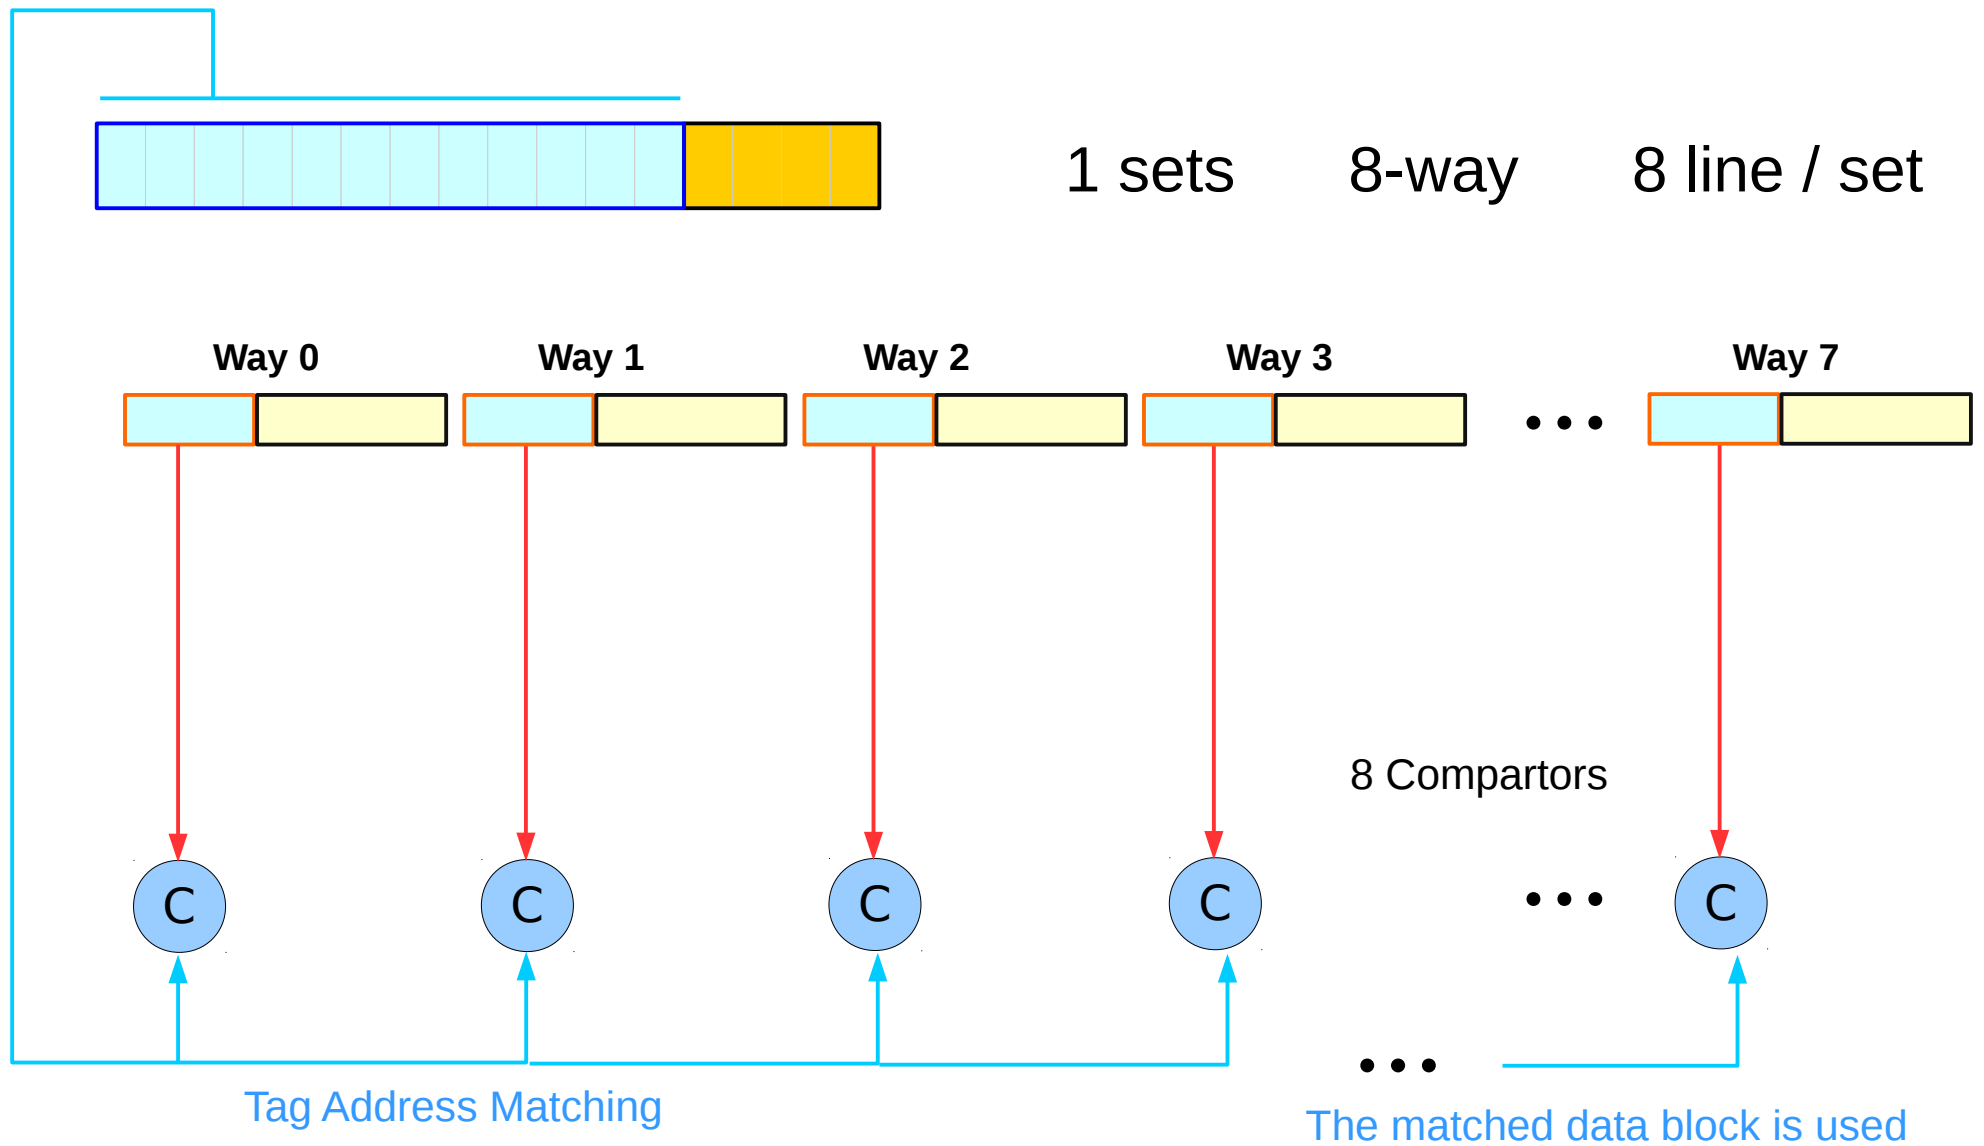 1 sets 8-way 8 line / set
Way 0 Way 1 Way 2 Way 3 Way 7
8 Compartors
C C C C C
Tag Address Matching
The matched data block is used